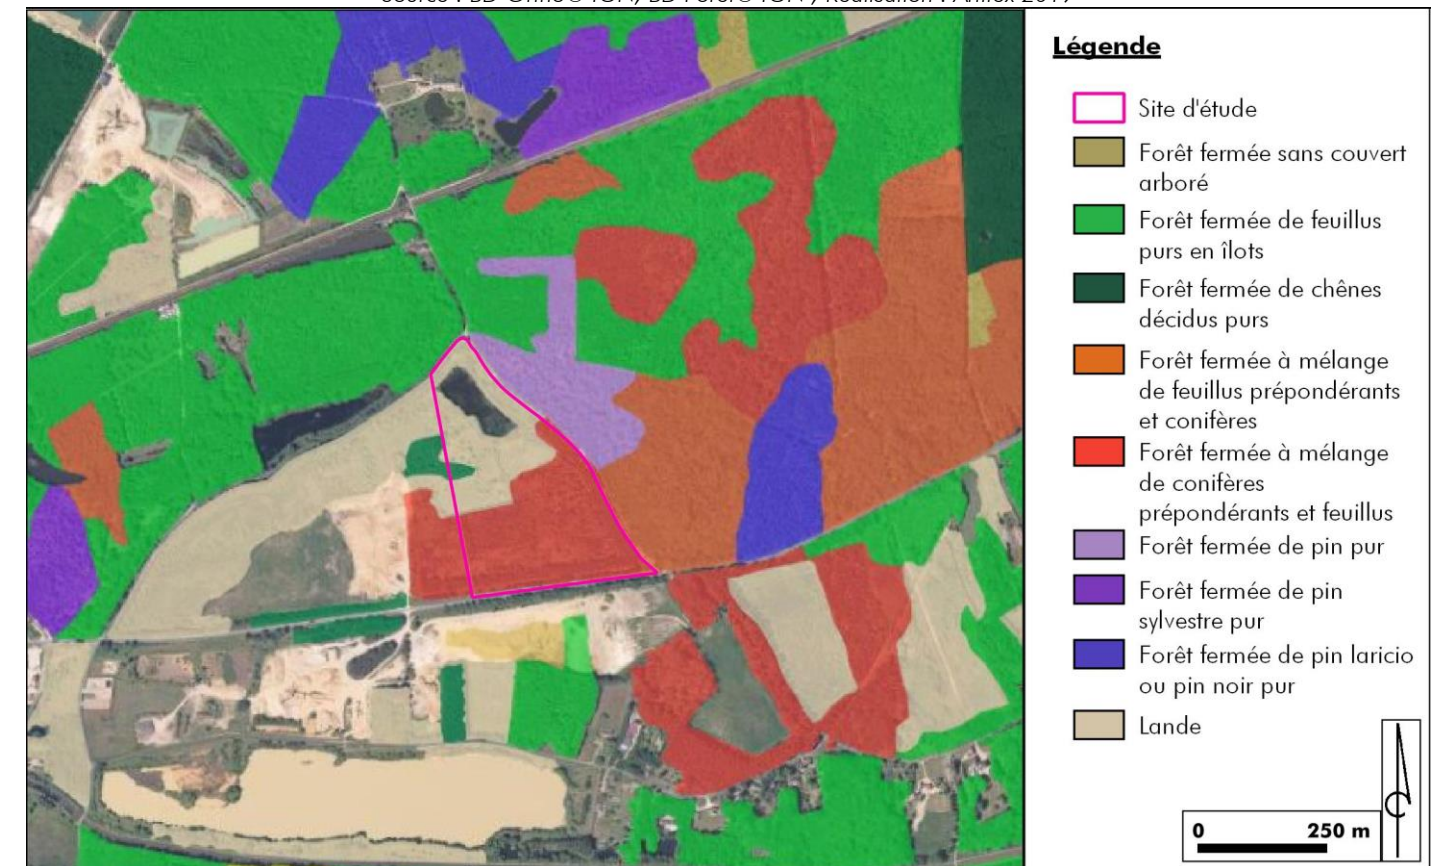 Légende
Site d'étude
Forêt fermée sans couvert
arboré
Forêt fermée de feuillus
purs en îlots
Forêt fermée de chênes
décidus purs
Forêt fermée à mélange
de feuillus prépondérants
et conifères
Forêt fermée à mélange
de conifères
prépondérants et feuillus
Forêt fermée de pin pur
Forêt fermée de pin
sylvestre pur
Forêt fermée de pin laricio
ou pin noir pur
Lande
0 250 m